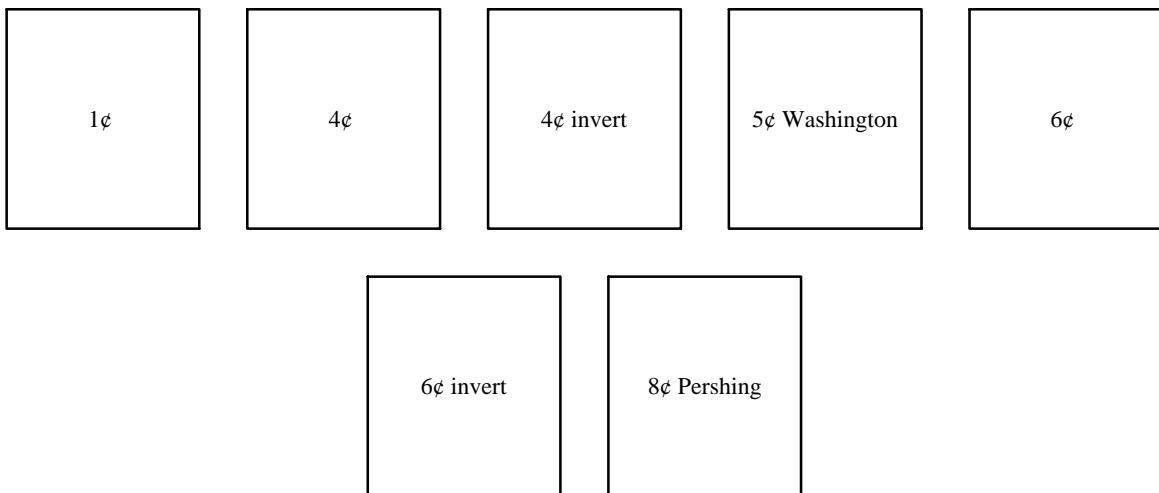 1¢
4¢
4¢ invert
5¢ Washington
6¢
6¢ invert
8¢ Pershing